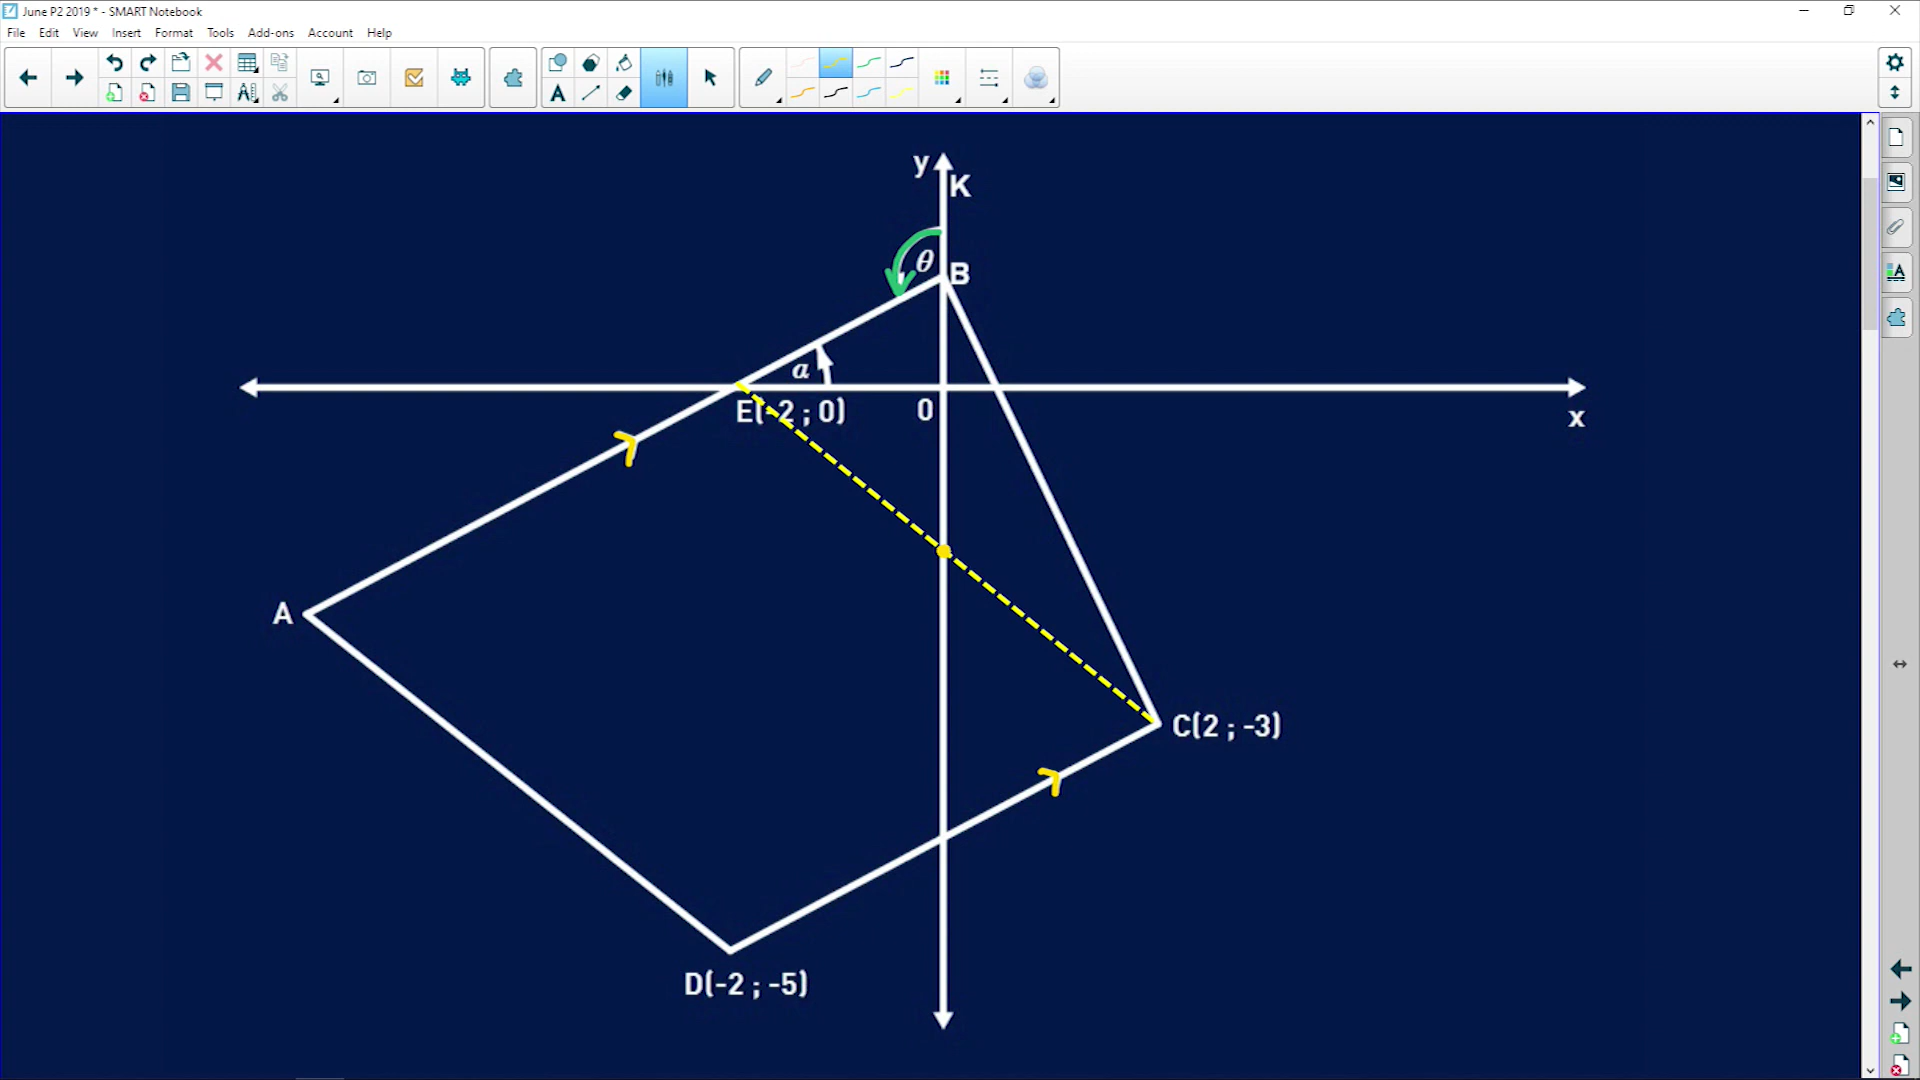 June P2 2019 * - SMART Notebook
File Edit View Insert Format Tools Add-ons Account Help
y
K
θ
B
α
E(-2 ; 0)
0
x
A
C(2 ; -3)
D(-2 ; -5)